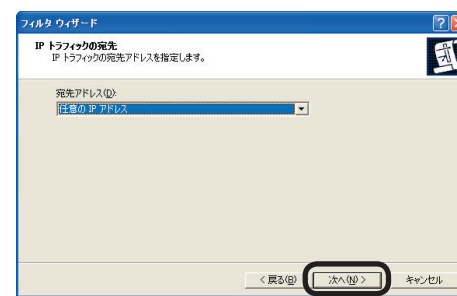 フィルタ ウィザード
IP トラフィックの宛先
IP トラフィックの宛先アドレスを指定します。
宛先アドレス(D):
任意の IP アドレス
< 戻る(B) 次へ(N) > キャンセル